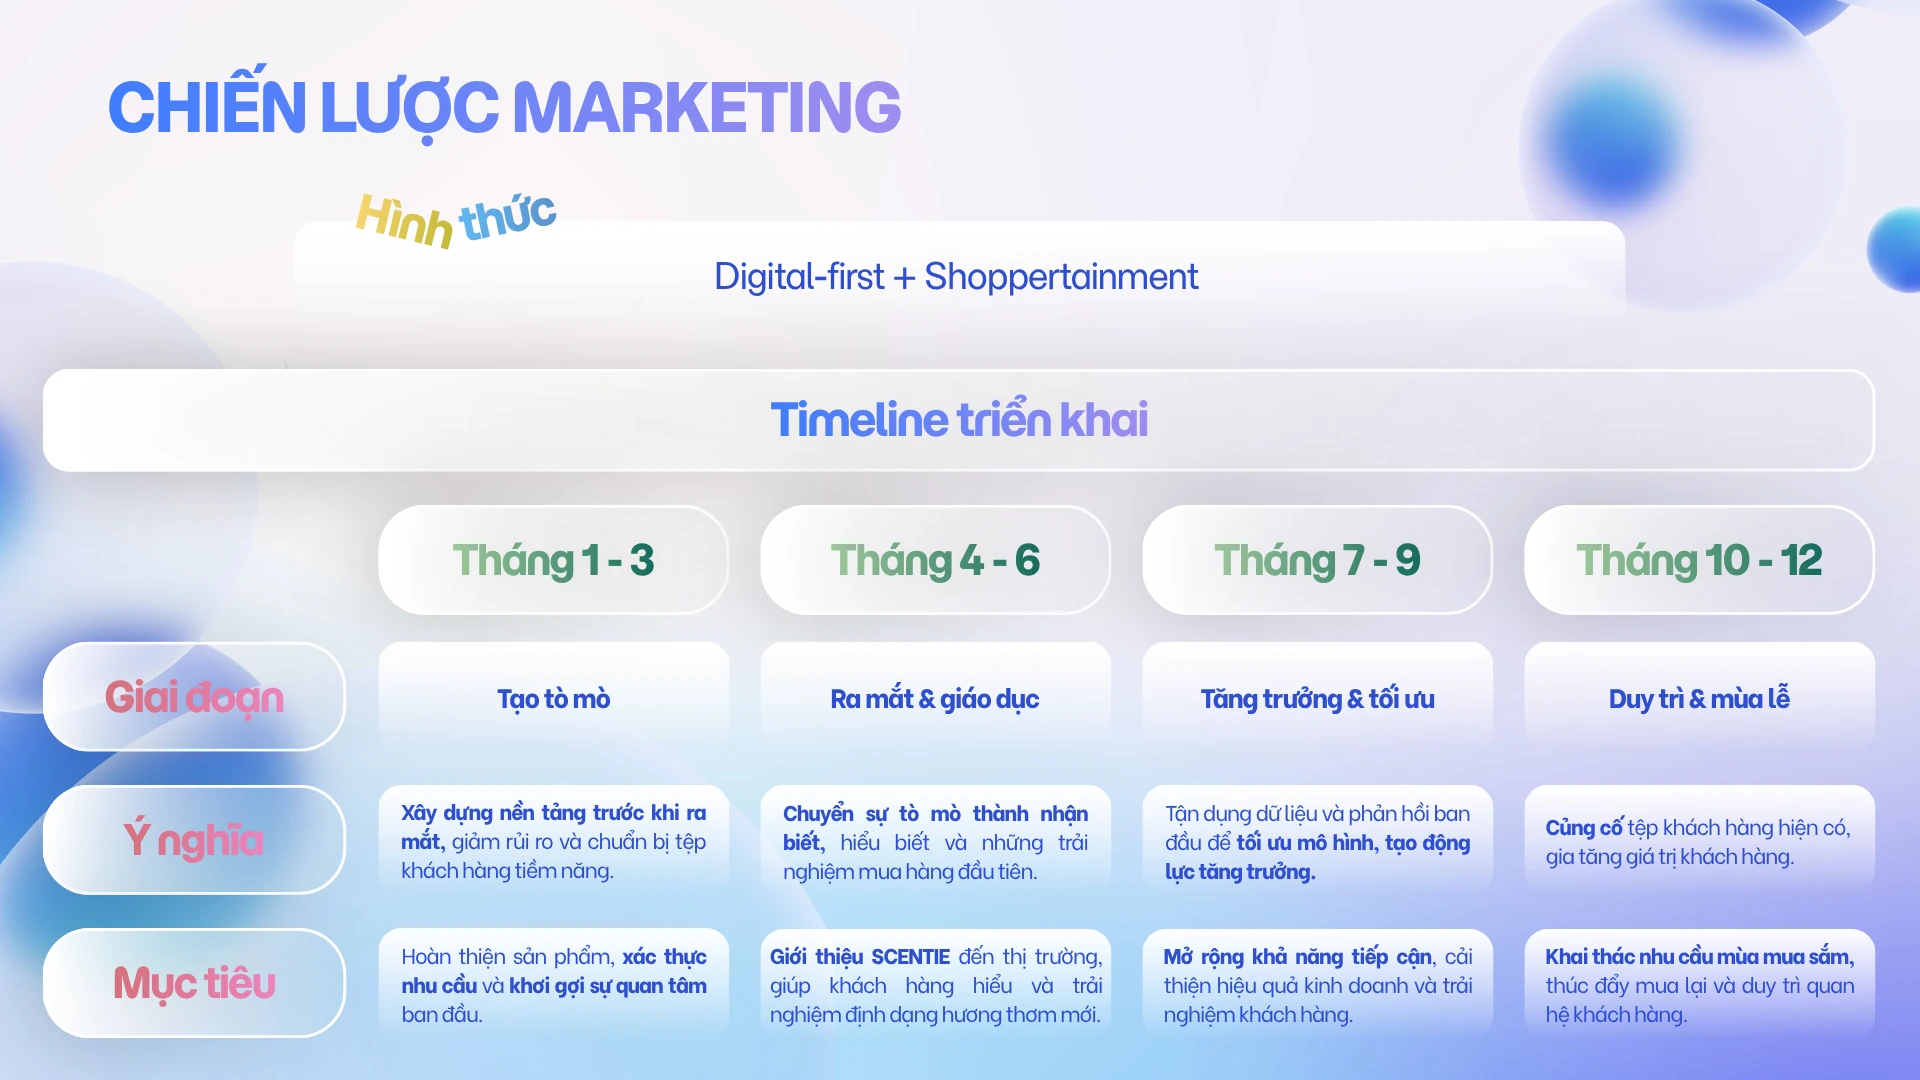 CHIẾN LƯỢC MARKETING
Hình thức
Digital-first + Shoppertainment
Timeline triển khai
Tháng 1 - 3
Tháng 4 - 6
Tháng 7 - 9
Tháng 10 - 12
Giai đoạn
Tạo tò mò
Ra mắt & giáo dục
Tăng trưởng & tối ưu
Duy trì & mùa lễ
Ý nghĩa
Xây dựng nền tảng trước khi ra
mắt, giảm rủi ro và chuẩn bị tệp
khách hàng tiềm năng.
Chuyển sự tò mò thành nhận
biết, hiểu biết và những trải
nghiệm mua hàng đầu tiên.
Tận dụng dữ liệu và phản hồi ban
đầu để tối ưu mô hình, tạo động
lực tăng trưởng.
Củng cố tệp khách hàng hiện có,
gia tăng giá trị khách hàng.
Mục tiêu
Hoàn thiện sản phẩm, xác thực
nhu cầu và khơi gợi sự quan tâm
ban đầu.
Giới thiệu SCENTIE đến thị trường,
giúp khách hàng hiểu và trải
nghiệm định dạng hương thơm mới.
Mở rộng khả năng tiếp cận, cải
thiện hiệu quả kinh doanh và trải
nghiệm khách hàng.
Khai thác nhu cầu mùa mua sắm,
thúc đẩy mua lại và duy trì quan
hệ khách hàng.